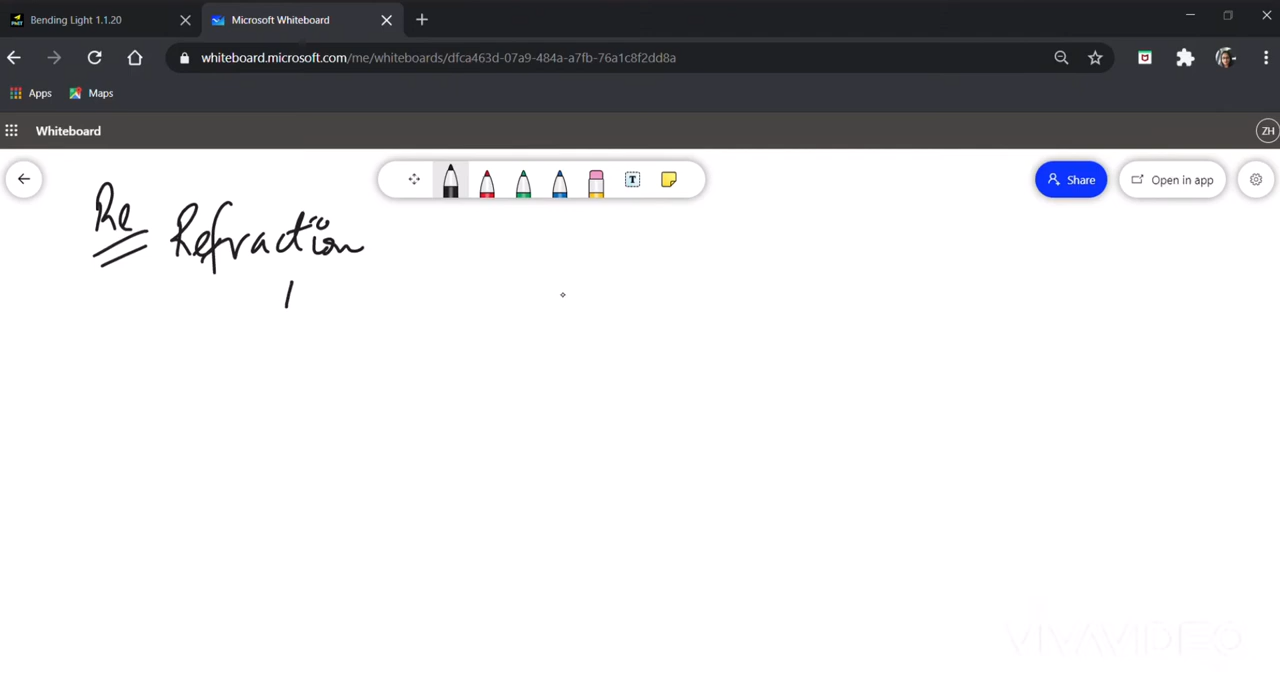 Bending Light 1.1.20
Microsoft Whiteboard
whiteboard.microsoft.com/me/whiteboards/dfca463d-07a9-484a-a7fb-76a1c8f2dd8a
Apps Maps
Whiteboard
ZH
T
Share
Open in app
Re Refraction
VIVAVIDEO